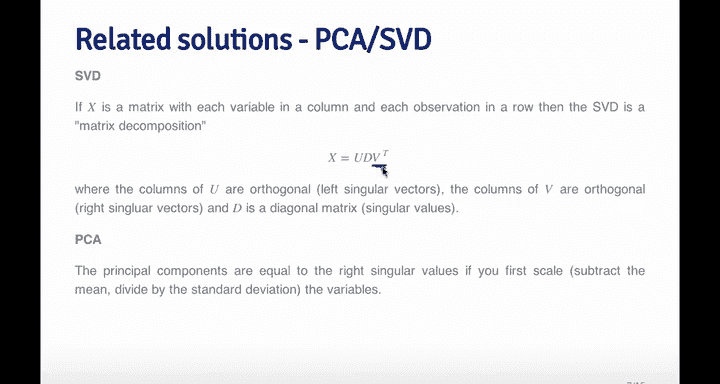 Related solutions - PCA/SVD
SVD
If X is a matrix with each variable in a column and each observation in a row then the SVD is a
"matrix decomposition"
X = UDV^T
where the columns of U are orthogonal (left singular vectors), the columns of V are orthogonal
(right singluar vectors) and D is a diagonal matrix (singular values).
PCA
The principal components are equal to the right singular values if you first scale (subtract the
mean, divide by the standard deviation) the variables.